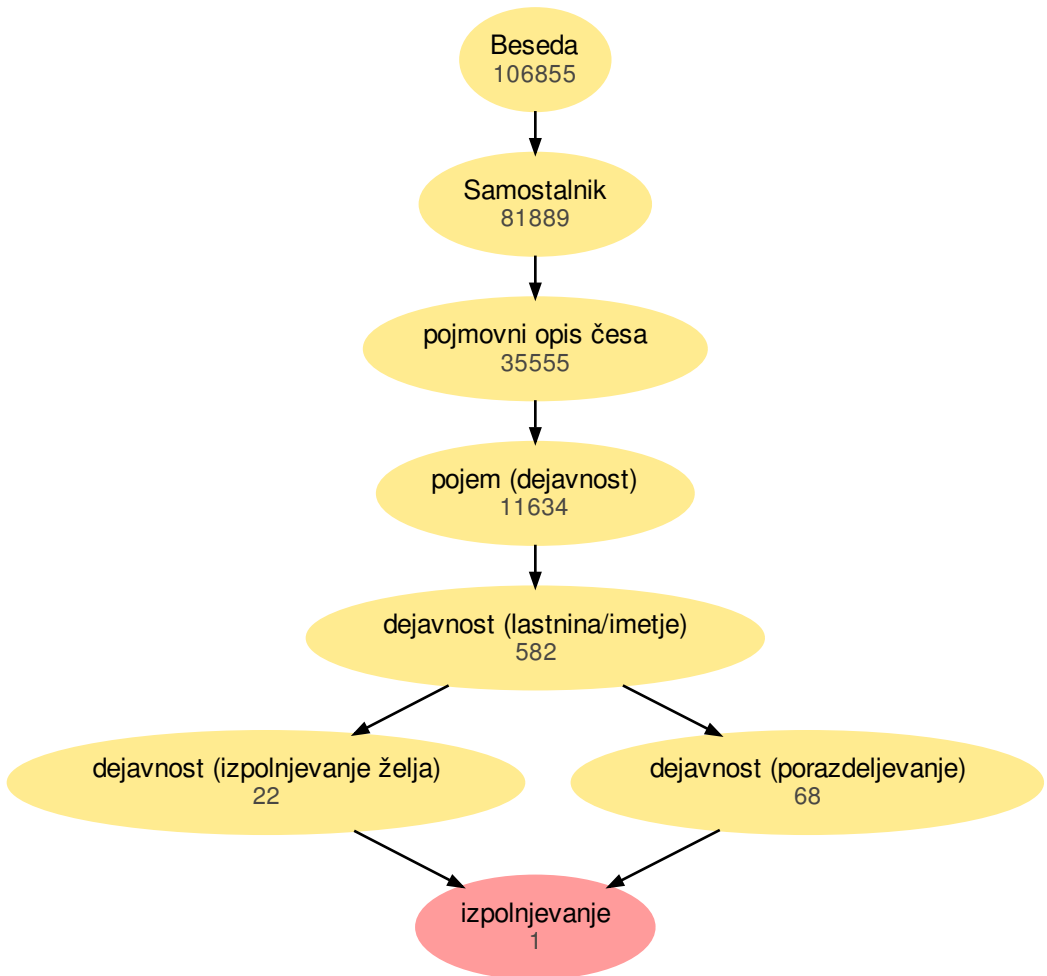 Beseda
106855
Samostalnik
81889
pojmovni opis česa
35555
pojem (dejavnost)
11634
dejavnost (lastnina/imetje)
582
dejavnost (izpolnjevanje želja)
22
dejavnost (porazdeljevanje)
68
izpolnjevanje
1